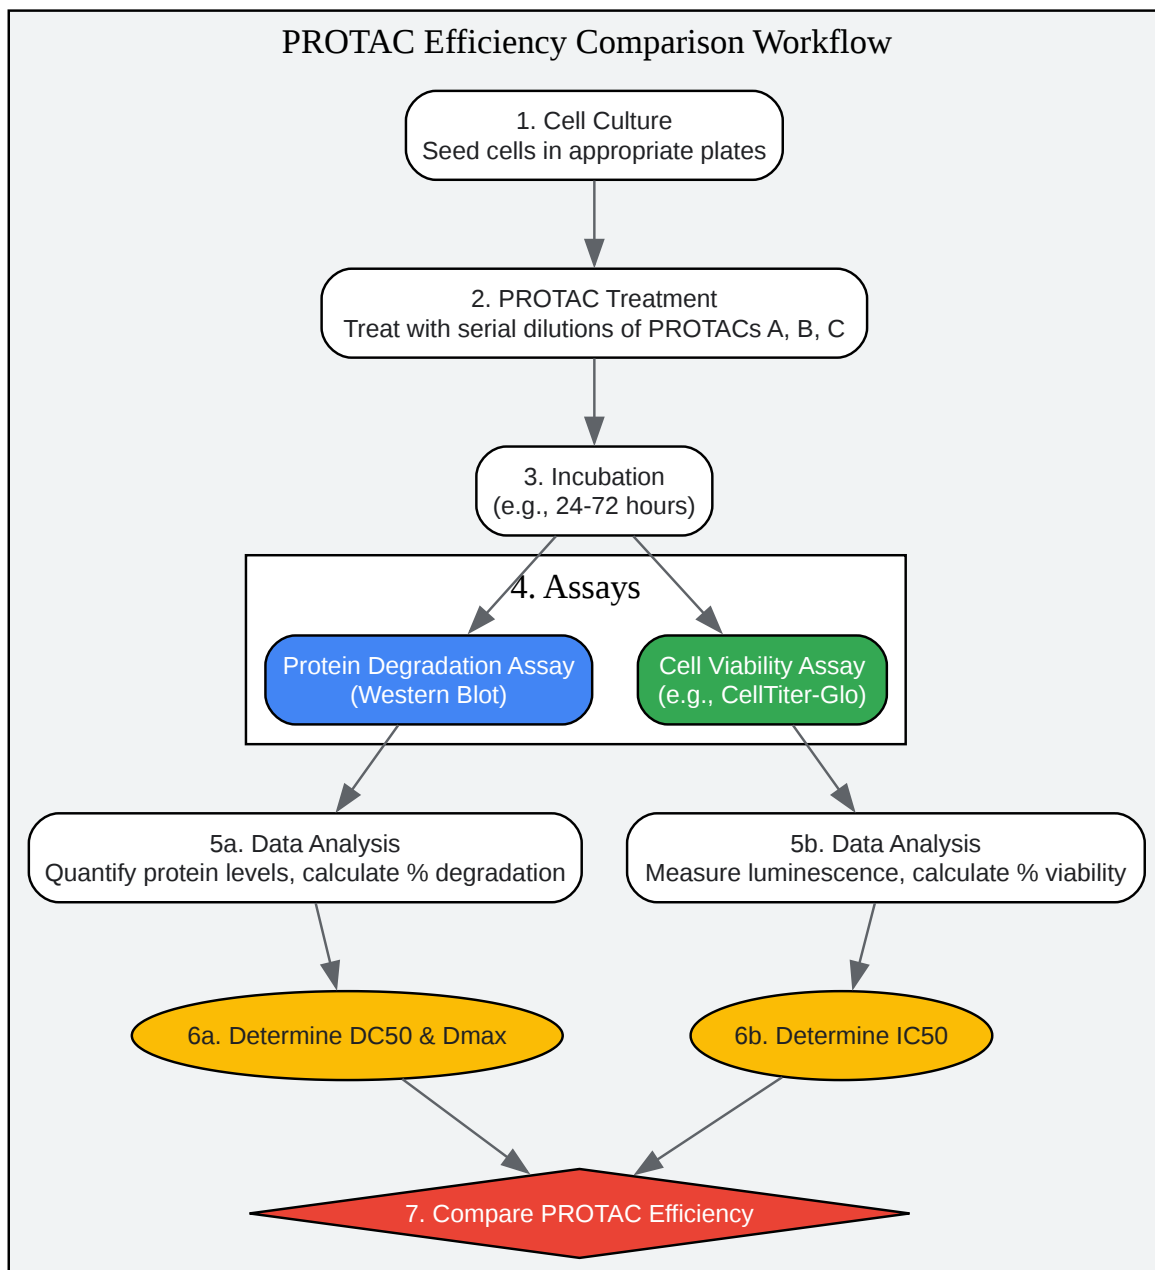 PROTAC Efficiency Comparison Workflow
1. Cell Culture
Seed cells in appropriate plates
2. PROTAC Treatment
Treat with serial dilutions of PROTACs A, B, C
3. Incubation
(e.g., 24-72 hours)
4. Assays
Protein Degradation Assay
(Western Blot)
Cell Viability Assay
(e.g., CellTiter-Glo)
5a. Data Analysis
Quantify protein levels, calculate % degradation
5b. Data Analysis
Measure luminescence, calculate % viability
6a. Determine DC50 & Dmax
6b. Determine IC50
7. Compare PROTAC Efficiency